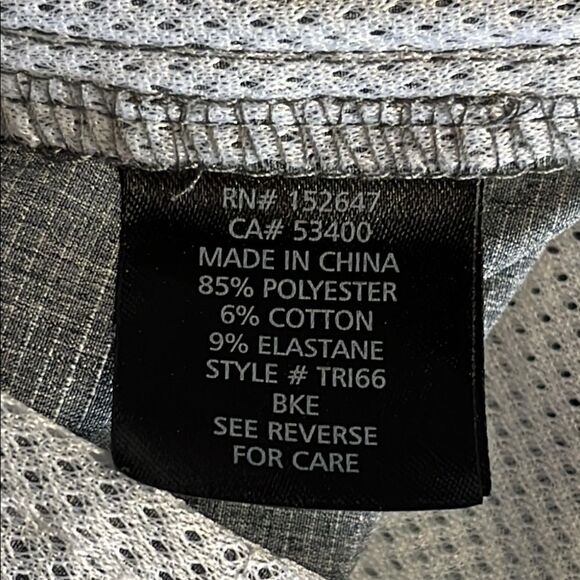 RN# 152647
CA# 53400
MADE IN CHINA
85% POLYESTER
6% COTTON
9% ELASTANE
STYLE # TRI66
BKE
SEE REVERSE
FOR CARE